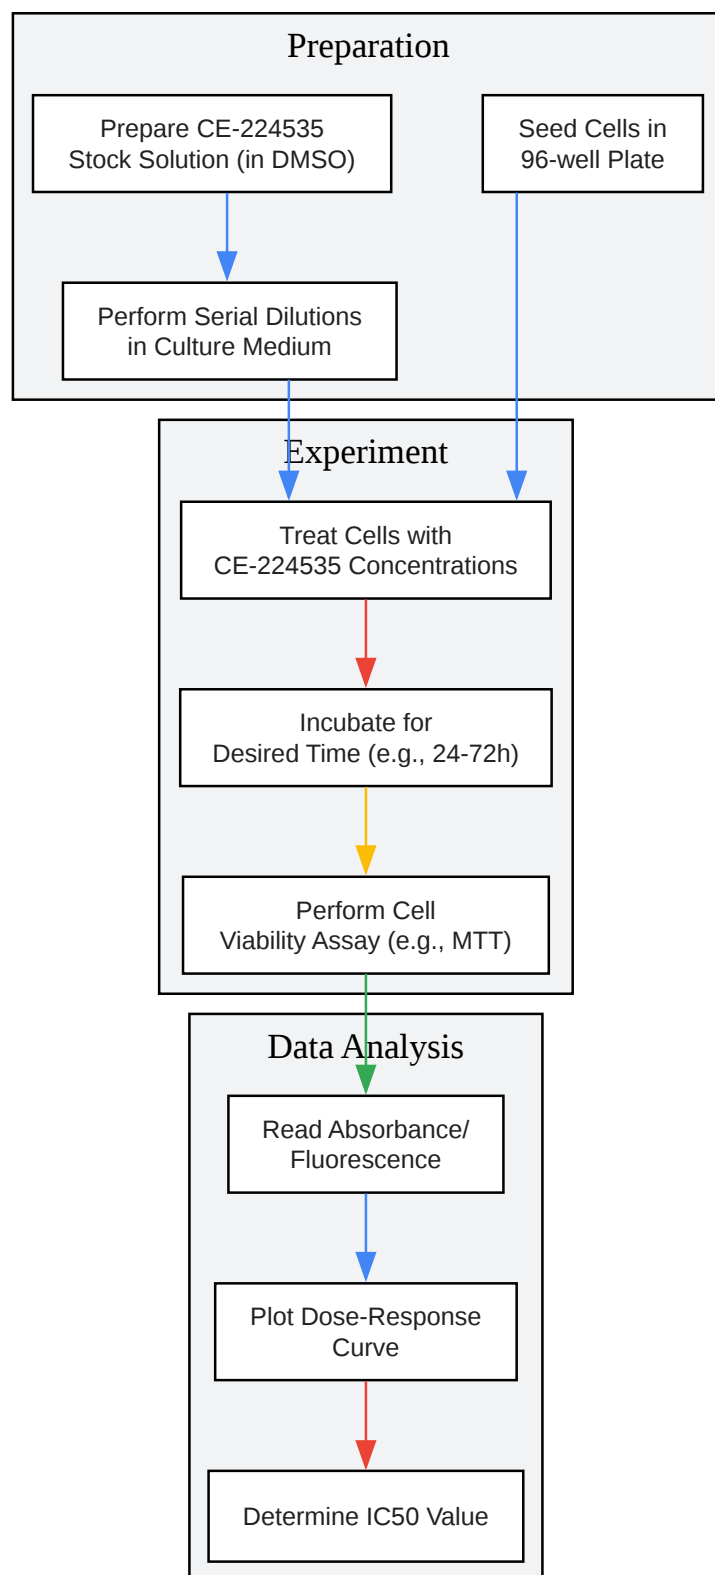 Preparation
Prepare CE-224535
Stock Solution (in DMSO)
Seed Cells in
96-well Plate
Perform Serial Dilutions
in Culture Medium
Experiment
Treat Cells with
CE-224535 Concentrations
Incubate for
Desired Time (e.g., 24-72h)
Perform Cell
Viability Assay (e.g., MTT)
Data Analysis
Read Absorbance/
Fluorescence
Plot Dose-Response
Curve
Determine IC50 Value